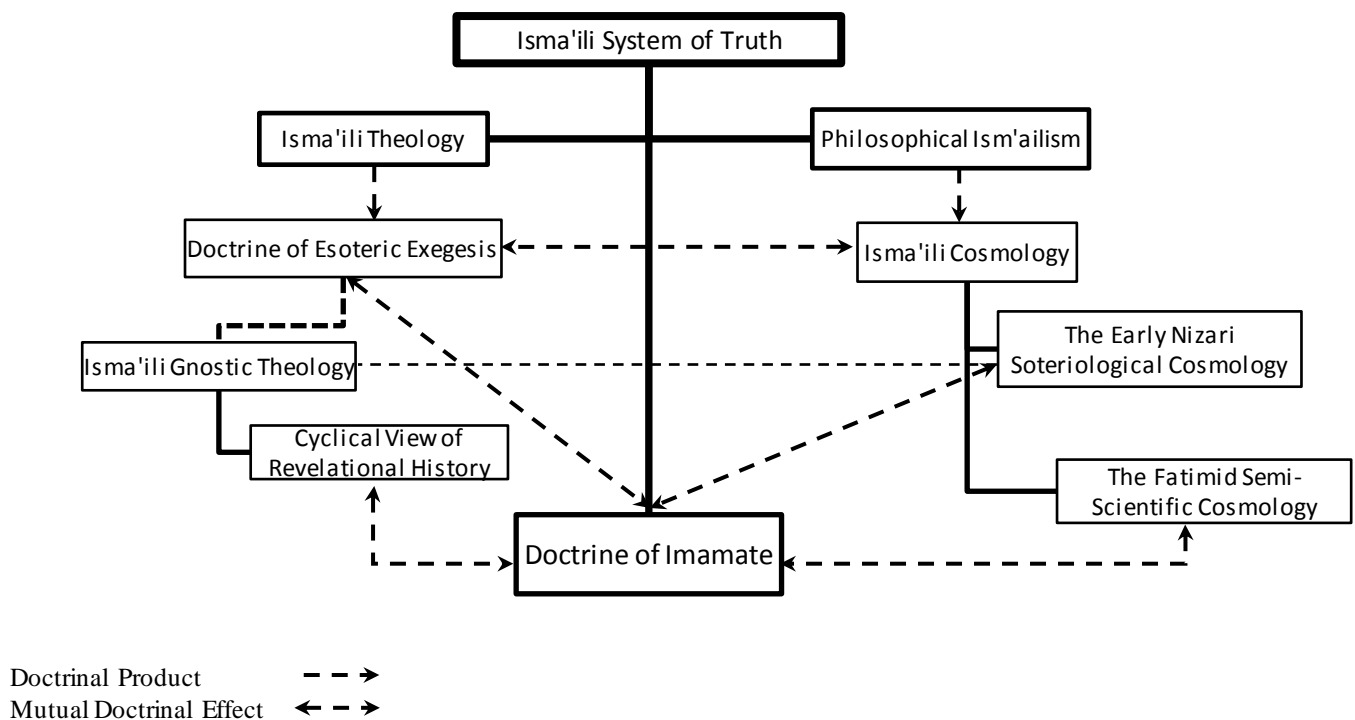 Isma'ili System of Truth
Isma'ili Theology
Philosophical Ism'ailism
Doctrine of Esoteric Exegesis
Isma'ili Cosmology
The Early Nizari
Soteriological Cosmology
Isma'ili Gnostic Theology
Cyclical View of
Revelational History
The Fatimid Semi-
Scientific Cosmology
Doctrine of Imamate
Doctrinal Product
Mutual Doctrinal Effect